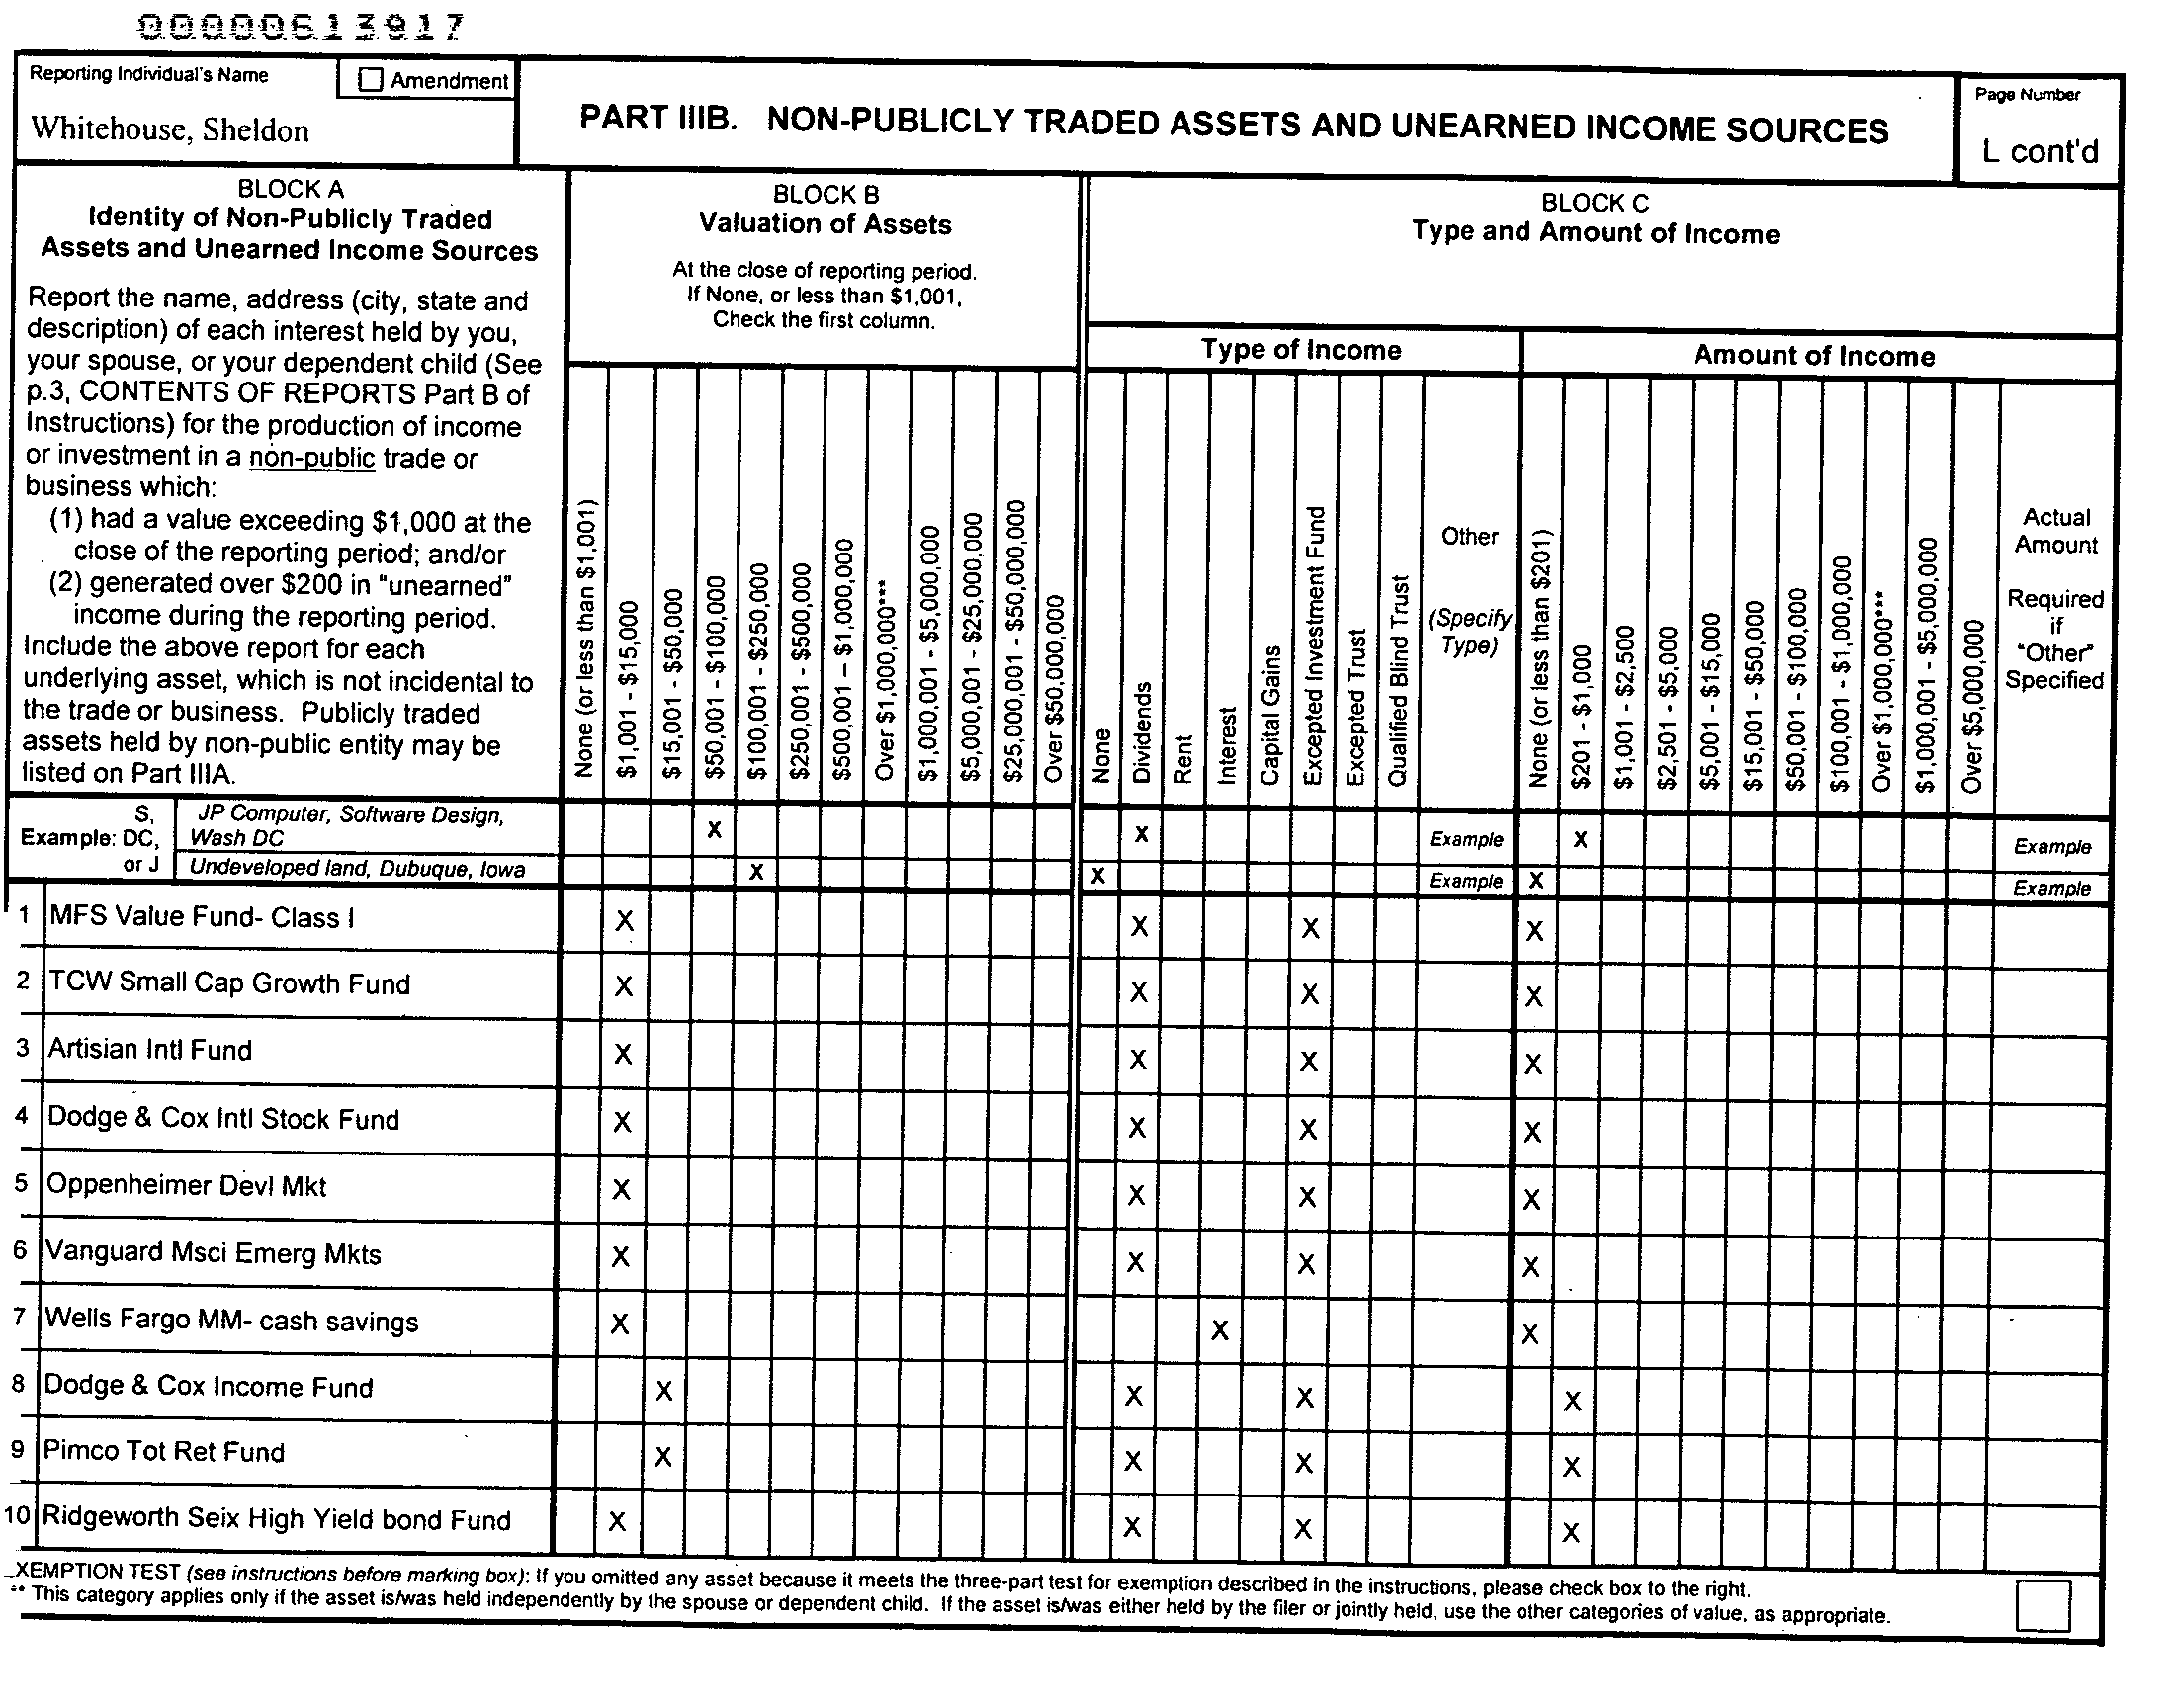 00000613917
Reporting Individual's Name
Amendment
Whitehouse, Sheldon
PART IIIB. NON-PUBLICLY TRADED ASSETS AND UNEARNED INCOME SOURCES
Page Number
L cont'd
BLOCK A
Identity of Non-Publicly Traded
Assets and Unearned Income Sources
Report the name, address (city, state and
description) of each interest held by you,
your spouse, or your dependent child (See
p.3, CONTENTS OF REPORTS Part B of
Instructions) for the production of income
or investment in a non-public trade or
business which:
(1) had a value exceeding $1,000 at the
close of the reporting period; and/or
(2) generated over $200 in "unearned"
income during the reporting period.
Include the above report for each
underlying asset, which is not incidental to
the trade or business. Publicly traded
assets held by non-public entity may be
listed on Part IIIA.
BLOCK B
Valuation of Assets
At the close of reporting period.
If None, or less than $1,001,
Check the first column.
None (or less than $1,001)
$1,001 - $15,000
$15,001 - $50,000
$50,001 - $100,000
$100,001 - $250,000
$250,001 - $500,000
$500,001 – $1,000,000
Over $1,000,000***
$1,000,001 - $5,000,000
$5,000,001 - $25,000,000
$25,000,001 - $50,000,000
Over $50,000,000
BLOCK C
Type and Amount of Income
Type of Income
None
Dividends
Rent
Interest
Capital Gains
Excepted Investment Fund
Excepted Trust
Qualified Blind Trust
Other
(Specify
Type)
Amount of Income
None (or less than $201)
$201 - $1,000
$1,001 - $2,500
$2,501 - $5,000
$5,001 - $15,000
$15,001 - $50,000
$50,001 - $100,000
$100,001 - $1,000,000
Over $1,000,000***
$1,000,001 - $5,000,000
Over $5,000,000
Actual
Amount
Required
if
"Other"
Specified
Example: S, DC, or J
JP Computer, Software Design,
Wash DC X X Example X Example
Undeveloped land, Dubuque, Iowa X X Example X Example
1 MFS Value Fund- Class I X X X X
2 TCW Small Cap Growth Fund X X X X
3 Artisian Intl Fund X X X X
4 Dodge & Cox Intl Stock Fund X X X X
5 Oppenheimer Devl Mkt X X X X
6 Vanguard Msci Emerg Mkts X X X X
7 Wells Fargo MM- cash savings X X X
8 Dodge & Cox Income Fund X X X X
9 Pimco Tot Ret Fund X X X X
10 Ridgeworth Seix High Yield bond Fund X X X X
XEMPTION TEST (see instructions before marking box): If you omitted any asset because it meets the three-part test for exemption described in the instructions, please check box to the right.
** This category applies only if the asset is/was held independently by the spouse or dependent child. If the asset is/was either held by the filer or jointly held, use the other categories of value, as appropriate.